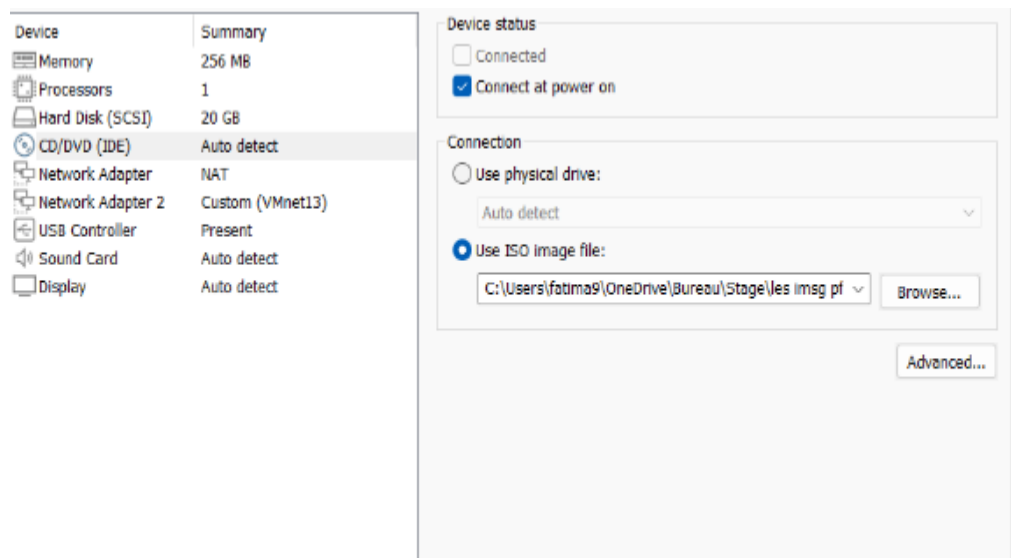 Device Summary
Memory 256 MB
Processors 1
Hard Disk (SCSI) 20 GB
CD/DVD (IDE) Auto detect
Network Adapter NAT
Network Adapter 2 Custom (VMnet13)
USB Controller Present
Sound Card Auto detect
Display Auto detect
Device status
Connected
Connect at power on
Connection
Use physical drive:
Auto detect
Use ISO image file:
C:\Users\fatima9\OneDrive\Bureau\Stage\les imsg pf
Browse...
Advanced...